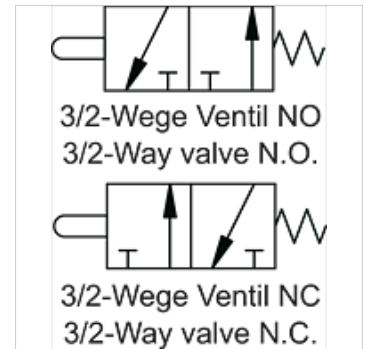 3/2-Wege Ventil NO
3/2-Way valve N.O.
3/2-Wege Ventil NC
3/2-Way valve N.C.